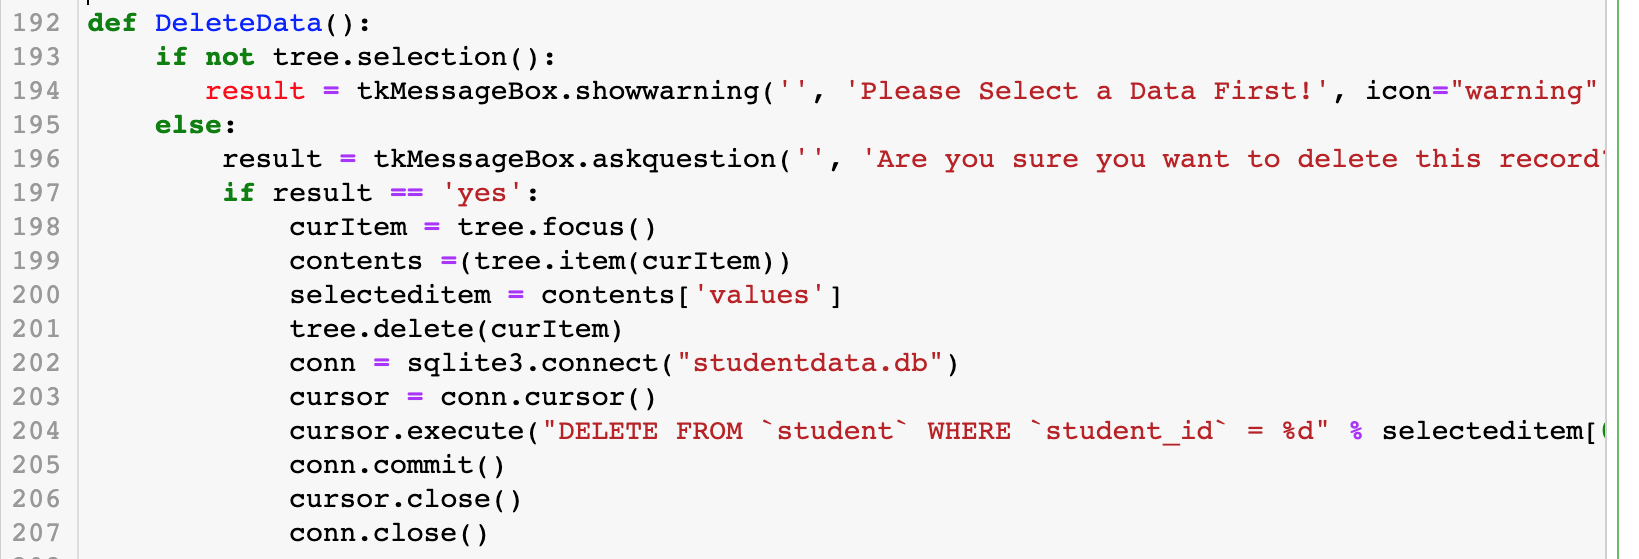 192 def DeleteData():
193     if not tree.selection():
194        result = tkMessageBox.showwarning('', 'Please Select a Data First!', icon="warning"
195     else:
196         result = tkMessageBox.askquestion('', 'Are you sure you want to delete this record?
197         if result == 'yes':
198             curItem = tree.focus()
199             contents =(tree.item(curItem))
200             selecteditem = contents['values']
201             tree.delete(curItem)
202             conn = sqlite3.connect("studentdata.db")
203             cursor = conn.cursor()
204             cursor.execute("DELETE FROM `student` WHERE `student_id` = %d" % selecteditem[
205             conn.commit()
206             cursor.close()
207             conn.close()